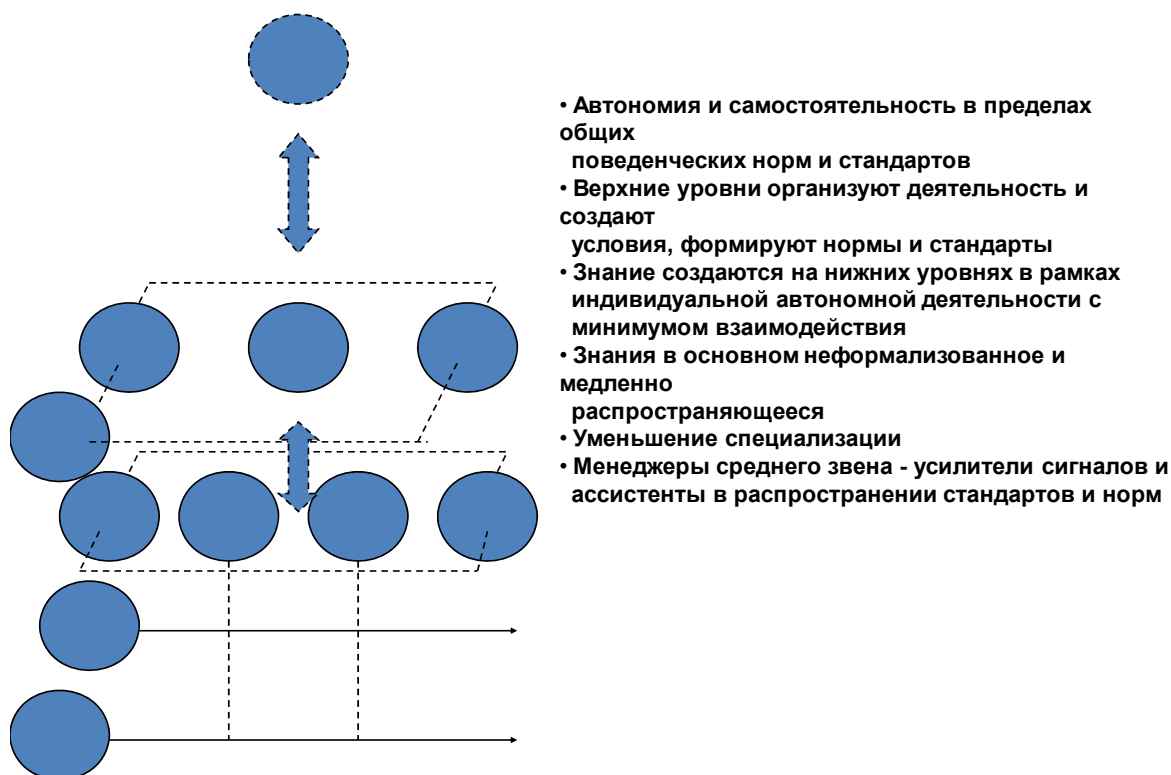 • Автономия и самостоятельность в пределах
общих
поведенческих норм и стандартов
• Верхние уровни организуют деятельность и
создают
условия, формируют нормы и стандарты
• Знание создаются на нижних уровнях в рамках
индивидуальной автономной деятельности с
минимумом взаимодействия
• Знания в основном неформализованное и
медленно
распространяющееся
• Уменьшение специализации
• Менеджеры среднего звена - усилители сигналов и
ассистенты в распространении стандартов и норм